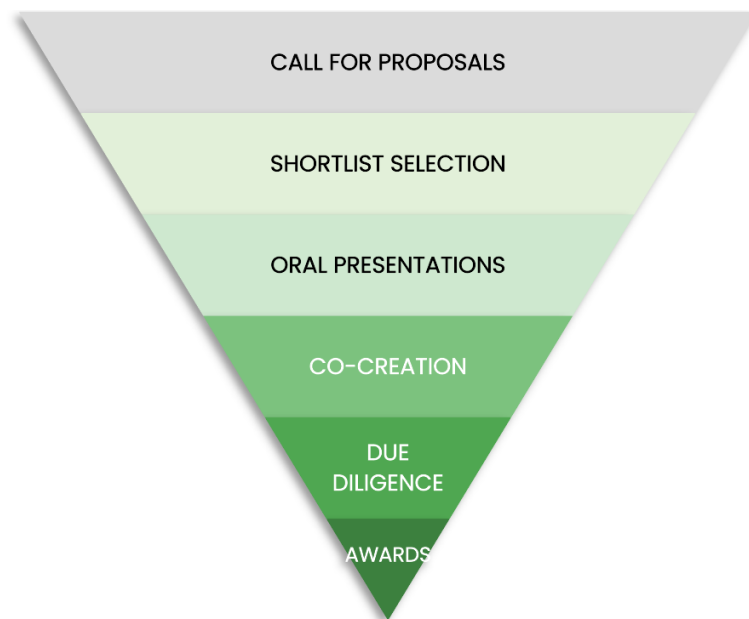 CALL FOR PROPOSALS
SHORTLIST SELECTION
ORAL PRESENTATIONS
CO-CREATION
DUE
DILIGENCE
AWARDS